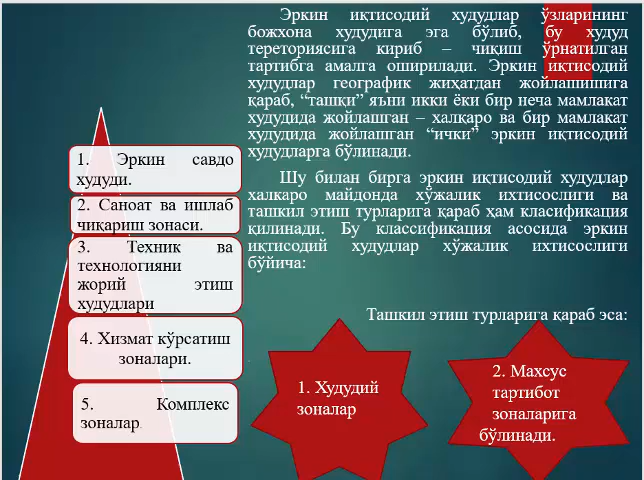 Эркин иқтисодий худудлар ўзларининг
божхона худудига эга бўлиб, бу худуд
тереториясига кириб – чиқиш ўрнатилган
тартибга амалга оширилади. Эркин иқтисодий
худудлар географик жиҳатдан жойлашишига
қараб, “ташқи” яъни икки ёки бир неча мамлакат
худудида жойлашган – халқаро ва бир мамлакат
худудида жойлашган “ички” эркин иқтисодий
худудларга бўлинади.
Шу билан бирга эркин иқтисодий худудлар
халкаро майдонда хўжалик ихтисослиги ва
ташкил этиш турларига қараб ҳам класификация
қилинади. Бу классификация асосида эркин
иқтисодий худудлар хўжалик ихтисослиги
бўйича:
1. Эркин савдо
худуди.
2. Саноат ва ишлаб
чиқариш зонаси.
3. Техник ва
технологияни
жорий этиш
худудлари
4. Хизмат кўрсатиш
зоналари.
5. Комплекс
зоналар.
Ташкил этиш турларига қараб эса:
1. Худудий
зоналар
2. Махсус
тартибот
зоналарига
бўлинади.